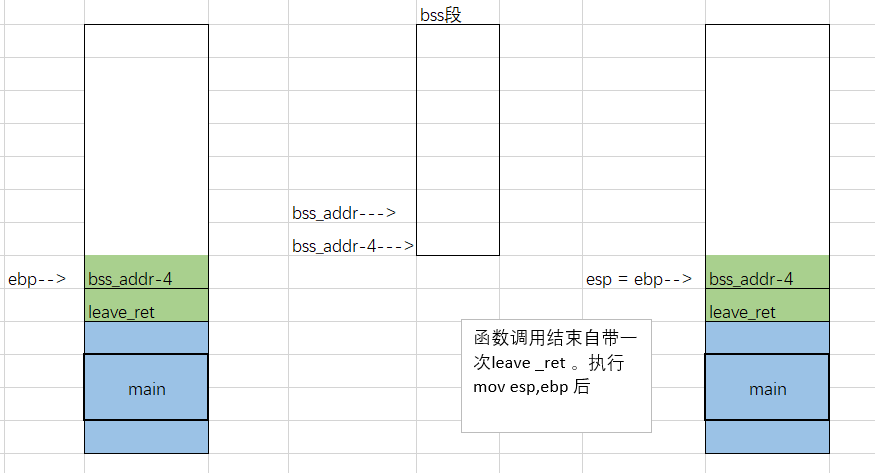 bss段
bss_addr--->
bss_addr-4--->
ebp-->
bss_addr-4
esp = ebp-->
bss_addr-4
leave_ret
leave_ret
函数调用结束自带一
次leave _ret 。执行
mov esp,ebp 后
main
main